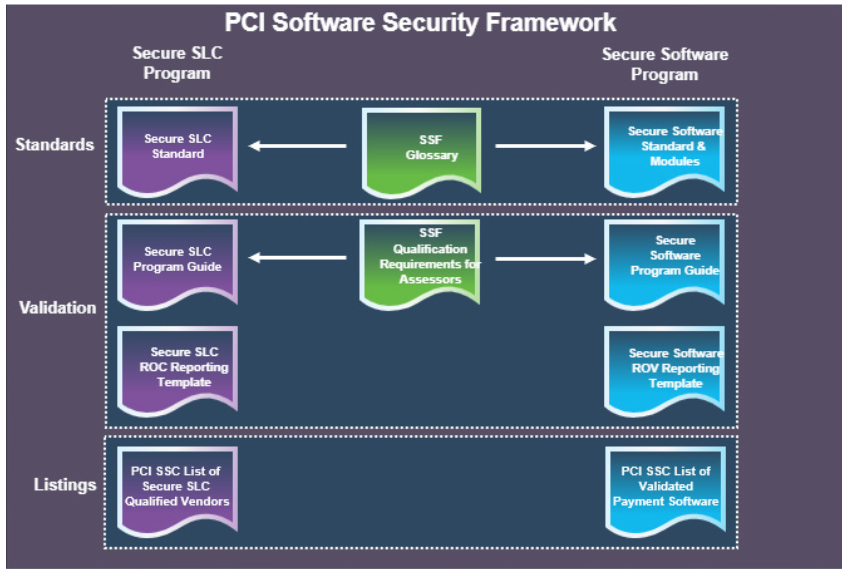 PCI Software Security Framework
Secure SLC
Program
Secure Software
Program
Standards
Secure SLC
Standard
SSF
Glossary
Secure Software
Standard &
Modules
Validation
Secure SLC
Program Guide
SSF
Qualification
Requirements for
Assessors
Secure
Software
Program Guide
Secure SLC
ROC Reporting
Template
Secure Software
ROV Reporting
Template
Listings
PCI SSC List of
Secure SLC
Qualified Vendors
PCI SSC List of
Validated
Payment Software